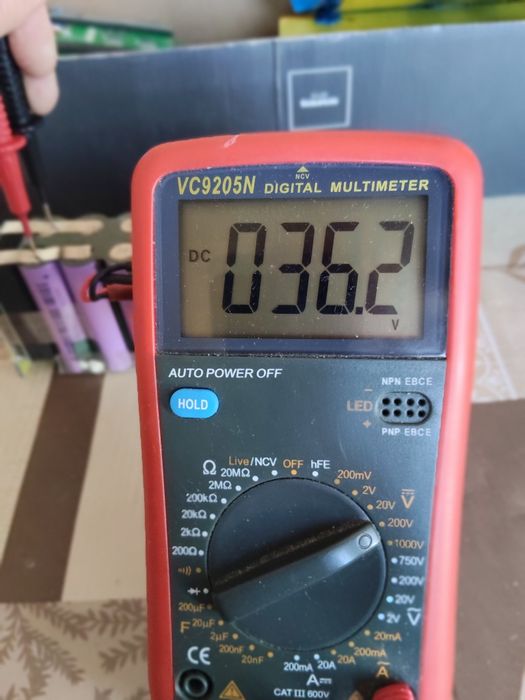 NCV
VC9205N DIGITAL MULTIMETER
DC 036.2 V
AUTO POWER OFF
HOLD
NPN EBCE
− LED +
PNP EBCE
Live/NCV OFF hFE
Ω 20MΩ 200mV
2MΩ 2V
200kΩ 20V V
20kΩ 200V
2kΩ 1000V
200Ω 750V
200V
200µF 20V V
F 20µF 2V
2µF 20mA
200nF 200mA
20nF 200mA 20A 20A A
CE A
CAT III 600V